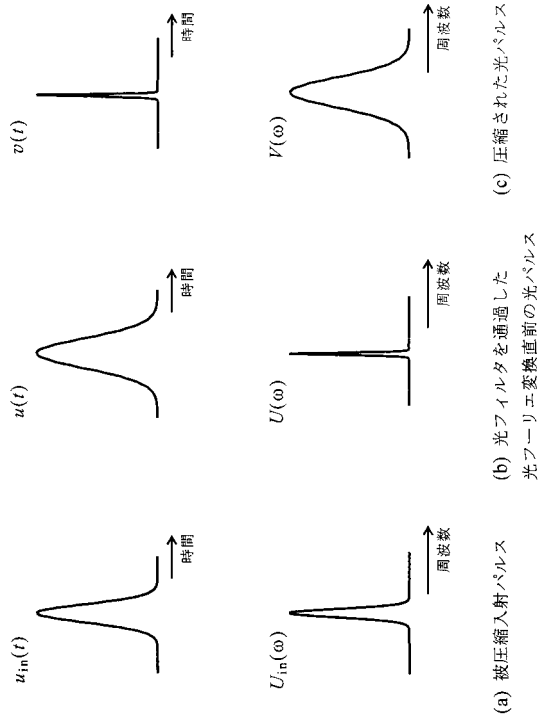 u_in(t)
時間
U_in(ω)
周波数
(a) 被圧縮入射パルス
u(t)
時間
U(ω)
周波数
(b) 光フィルタを通過した
光フーリエ変換直前の光パルス
v(t)
時間
V(ω)
周波数
(c) 圧縮された光パルス